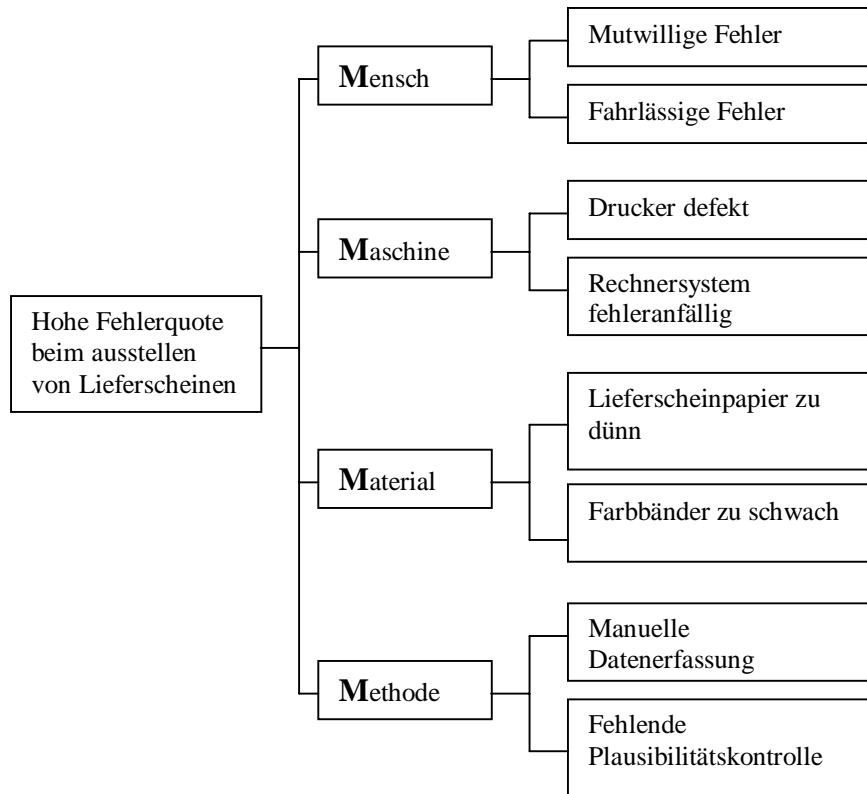 Mensch
Mutwillige Fehler
Fahrlässige Fehler
Maschine
Drucker defekt
Rechnersystem
fehleranfällig
Hohe Fehlerquote
beim ausstellen
von Lieferscheinen
Material
Lieferscheinpapier zu
dünn
Farbbänder zu schwach
Methode
Manuelle
Datenerfassung
Fehlende
Plausibilitätskontrolle